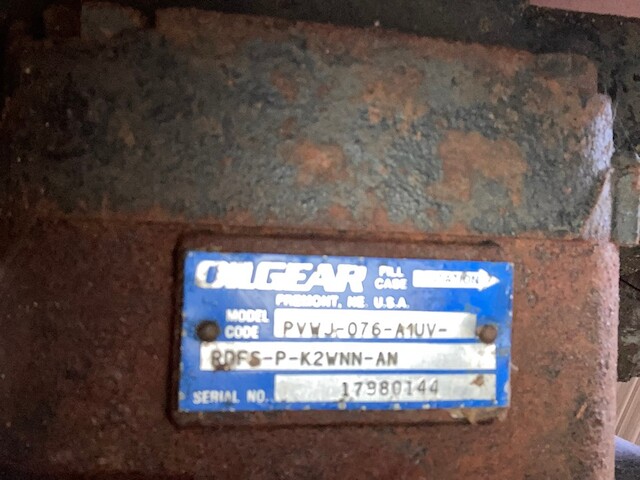 OILGEAR FILL CASE
FREMONT, NE. U.S.A.
MODEL CODE PVWJ-076-A1UV-
RDFS-P-K2WNN-AN
SERIAL NO. 17980144